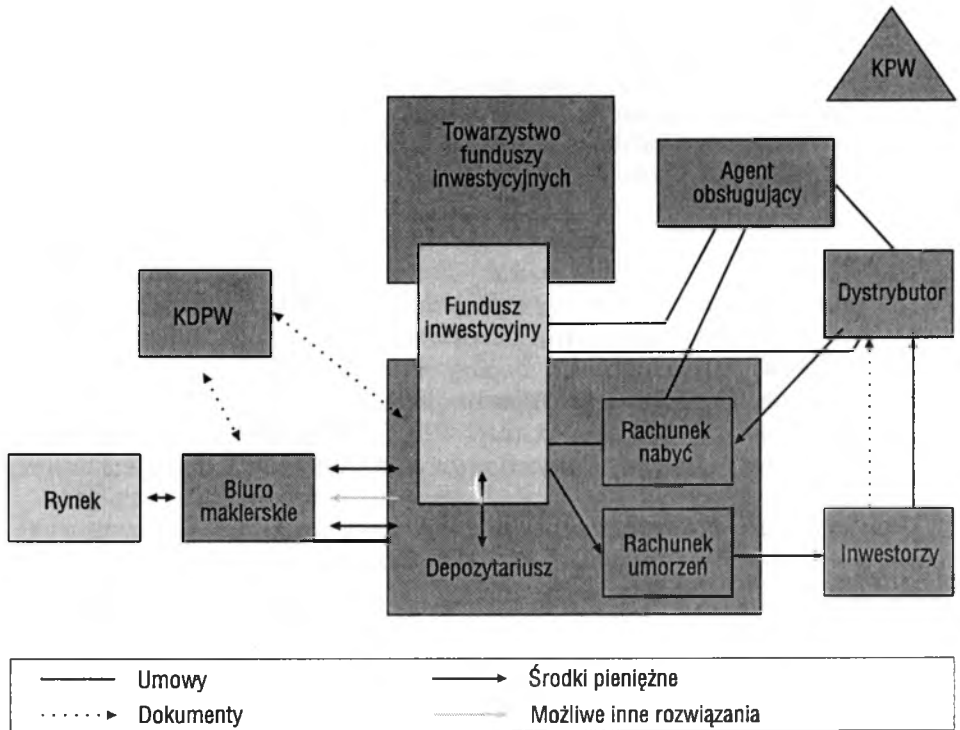 KPW
Towarzystwo
funduszy
inwestycyjnych
Agent
obsługujący
Fundusz
inwestycyjny
KDPW
Dystrybutor
Rachunek
nabyć
Rynek
Biuro
maklerskie
Depozytariusz
Rachunek
umorzeń
Inwestorzy
Umowy
Środki pieniężne
Dokumenty
Możliwe inne rozwiązania